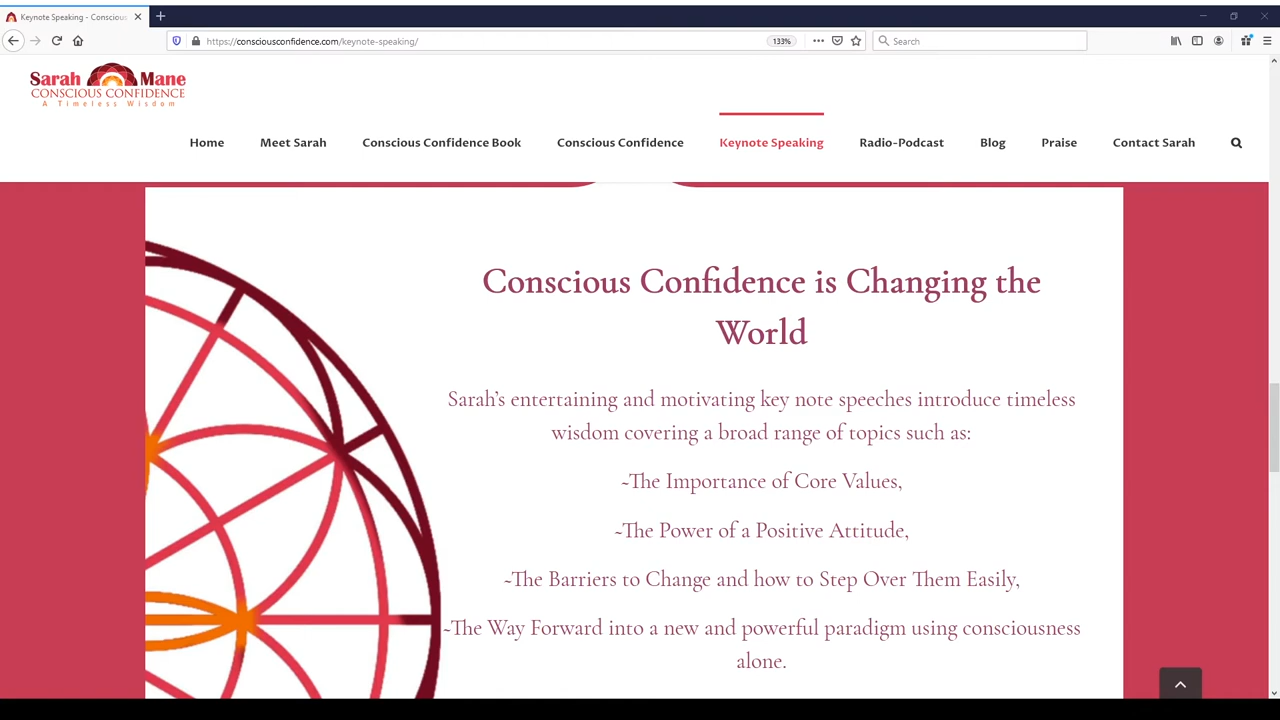 Keynote Speaking - Conscious
https://consciousconfidence.com/keynote-speaking/
133%
Search
Sarah Mane
CONSCIOUS CONFIDENCE
A Timeless Wisdom
Home
Meet Sarah
Conscious Confidence Book
Conscious Confidence
Keynote Speaking
Radio-Podcast
Blog
Praise
Contact Sarah
Conscious Confidence is Changing the
World
Sarah’s entertaining and motivating key note speeches introduce timeless
wisdom covering a broad range of topics such as:
~The Importance of Core Values,
~The Power of a Positive Attitude,
~The Barriers to Change and how to Step Over Them Easily,
~The Way Forward into a new and powerful paradigm using consciousness
alone.